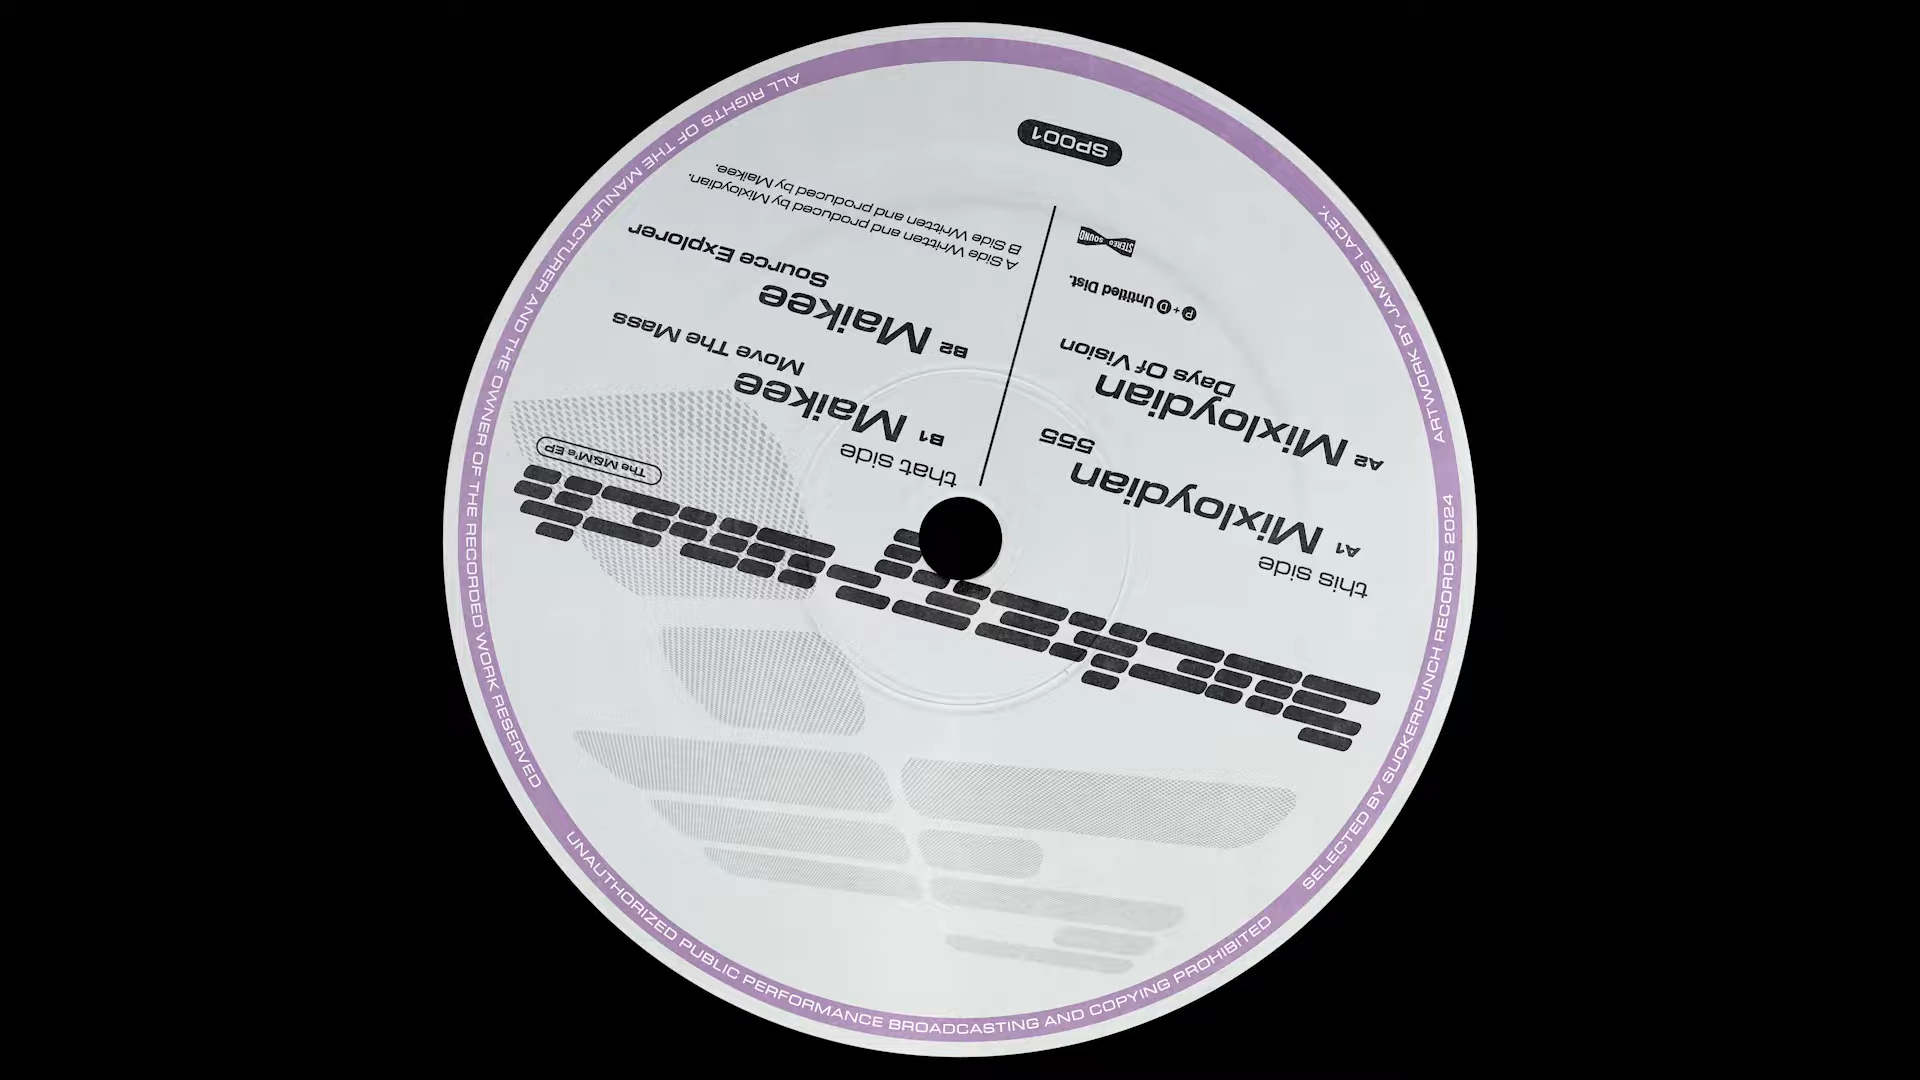 Suckerpunch
The M&M's EP
this side
A1 Mixloydian
555
A2 Mixloydian
Days Of Vision
P + D Untitled Dist.
STEREO SOUND
that side
B1 Maikee
Move The Mass
B2 Maikee
Source Explorer
A Side Written and produced by Mixloydian.
B Side Written and produced by Maikee.
SP001
ALL RIGHTS OF THE MANUFACTURER AND THE OWNER OF THE RECORDED WORK RESERVED
UNAUTHORIZED PUBLIC PERFORMANCE BROADCASTING AND COPYING PROHIBITED
SELECTED BY SUCKERPUNCH RECORDS 2024
ARTWORK BY JAMES LACEY.